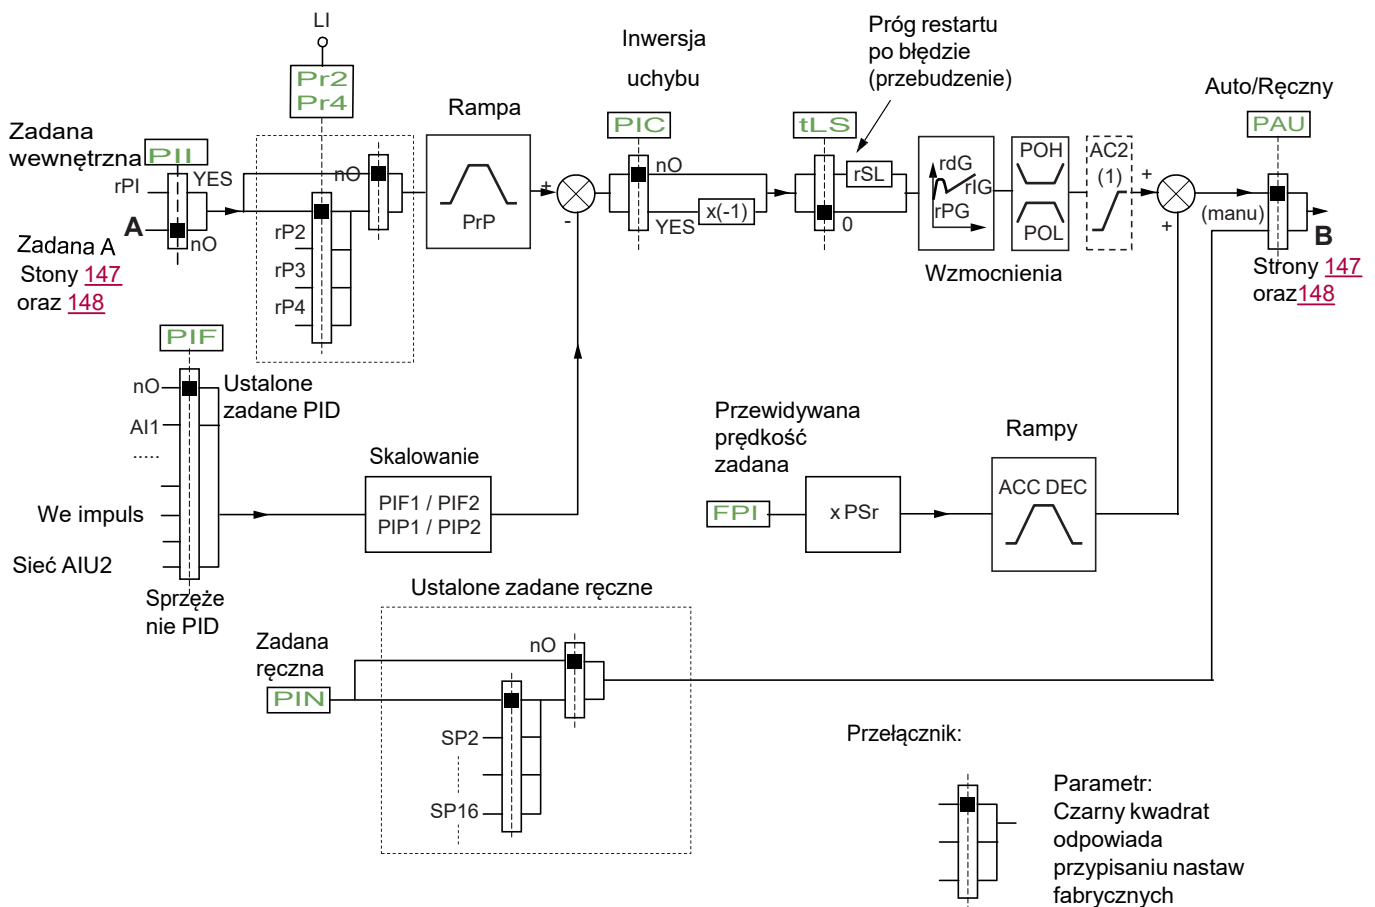 LI
Pr2
Pr4
Zadana
wewnętrzna
PII
rPI
YES
A
nO
Zadana A
Stony 147
oraz 148
nO
rP2
rP3
rP4
Rampa
PrP
+
-
Inwersja
uchybu
PIC
nO
YES
x(-1)
Próg restartu
po błędzie
(przebudzenie)
tLS
rSL
0
rdG
rIG
rPG
POH
POL
Wzmocnienia
AC2
(1)
+
+
Auto/Ręczny
PAU
(manu)
B
Strony 147
oraz148
PIF
nO
AI1
.....
We impuls
Sieć AIU2
Ustalone
zadane PID
Sprzęże
nie PID
Skalowanie
PIF1 / PIF2
PIP1 / PIP2
Przewidywana
prędkość
zadana
FPI
x PSr
Rampy
ACC DEC
Ustalone zadane ręczne
Zadana
ręczna
PIN
nO
SP2
SP16
Przełącznik:
Parametr:
Czarny kwadrat
odpowiada
przypisaniu nastaw
fabrycznych